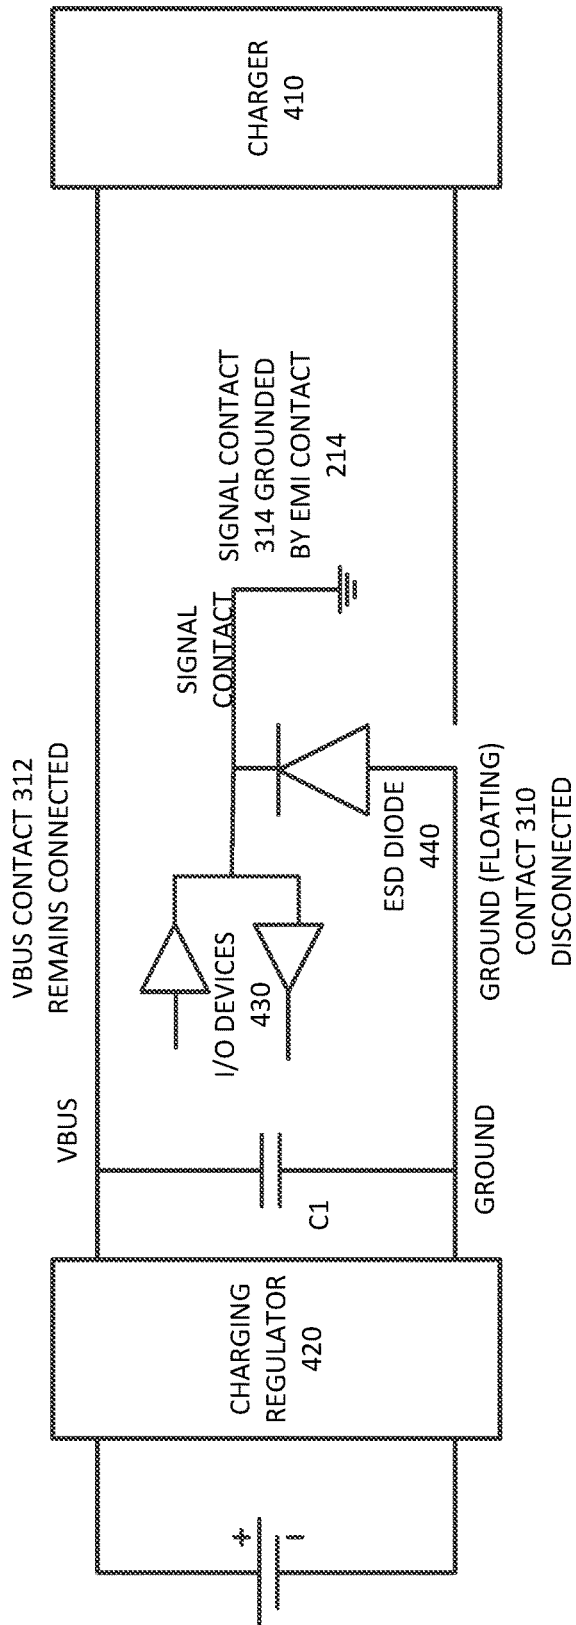 VBUS CONTACT 312
REMAINS CONNECTED
VBUS
CHARGING
REGULATOR
420
+
-
C1
I/O DEVICES
430
SIGNAL
CONTACT
SIGNAL CONTACT
314 GROUNDED
BY EMI CONTACT
214
CHARGER
410
ESD DIODE
440
GROUND
GROUND (FLOATING)
CONTACT 310
DISCONNECTED